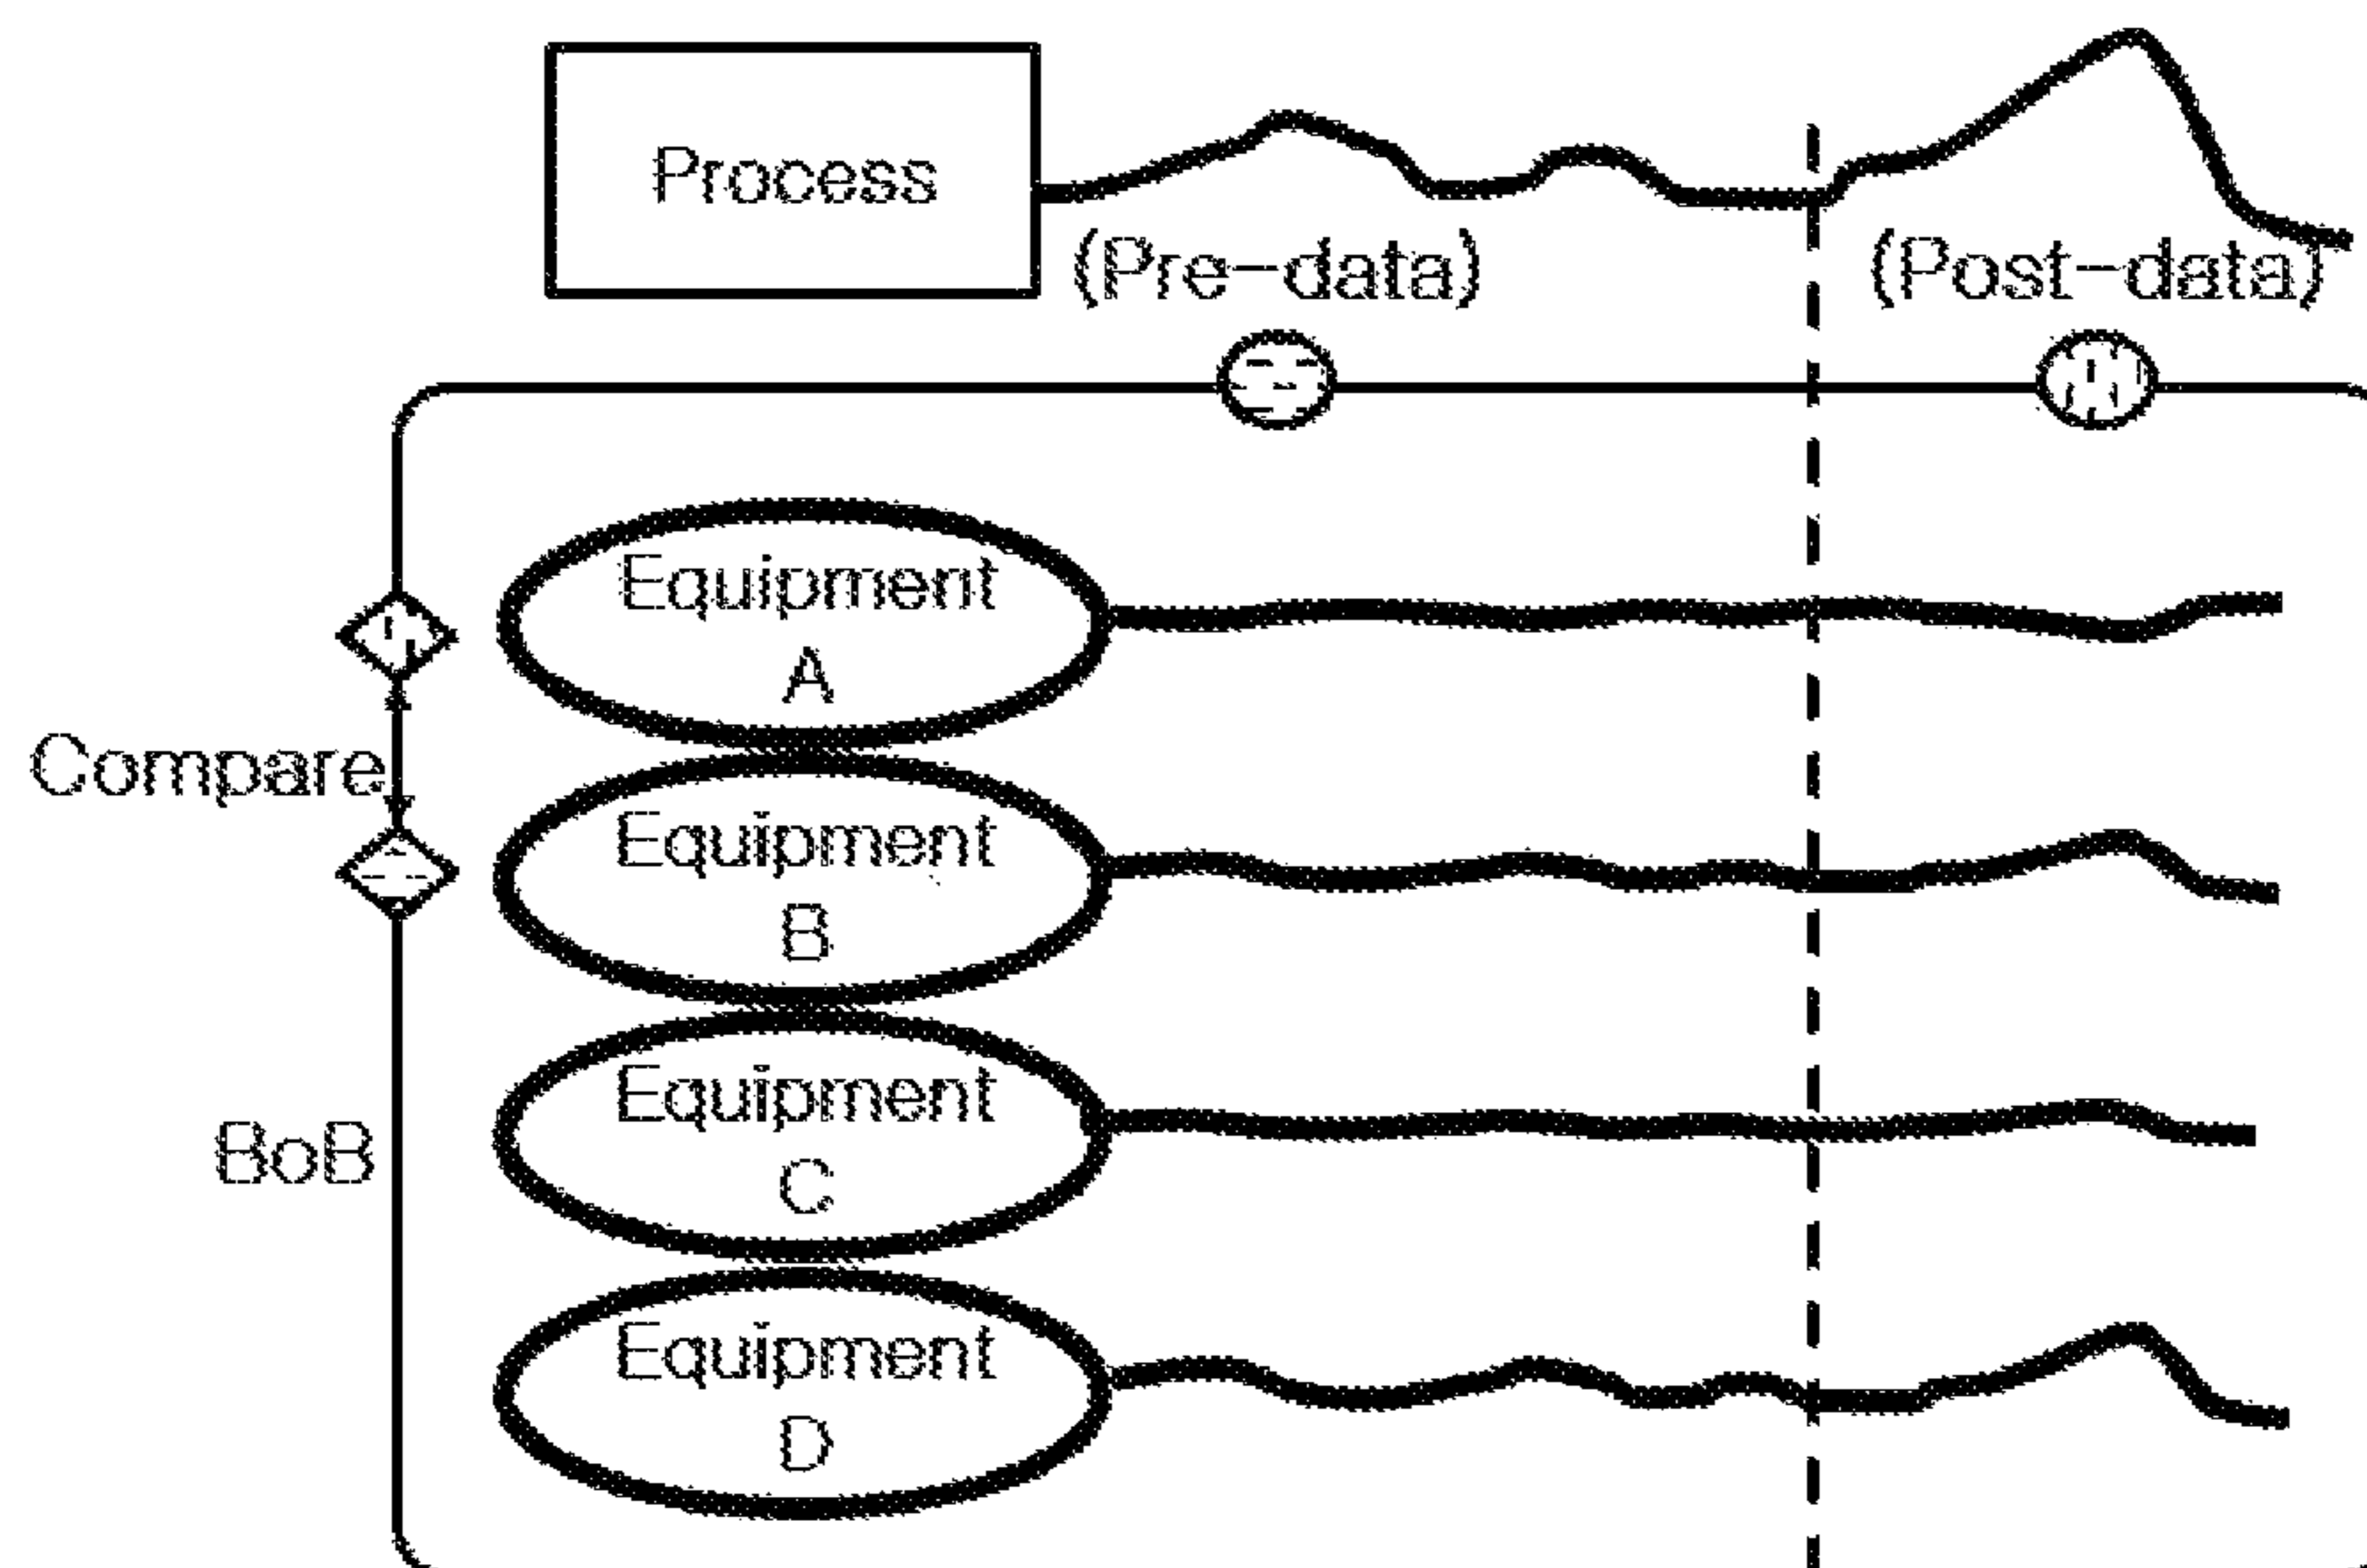 Process
(Pre-data)
(Post-data)
Equipment
A
Compare
Equipment
B
Equipment
C
BoB
Equipment
D